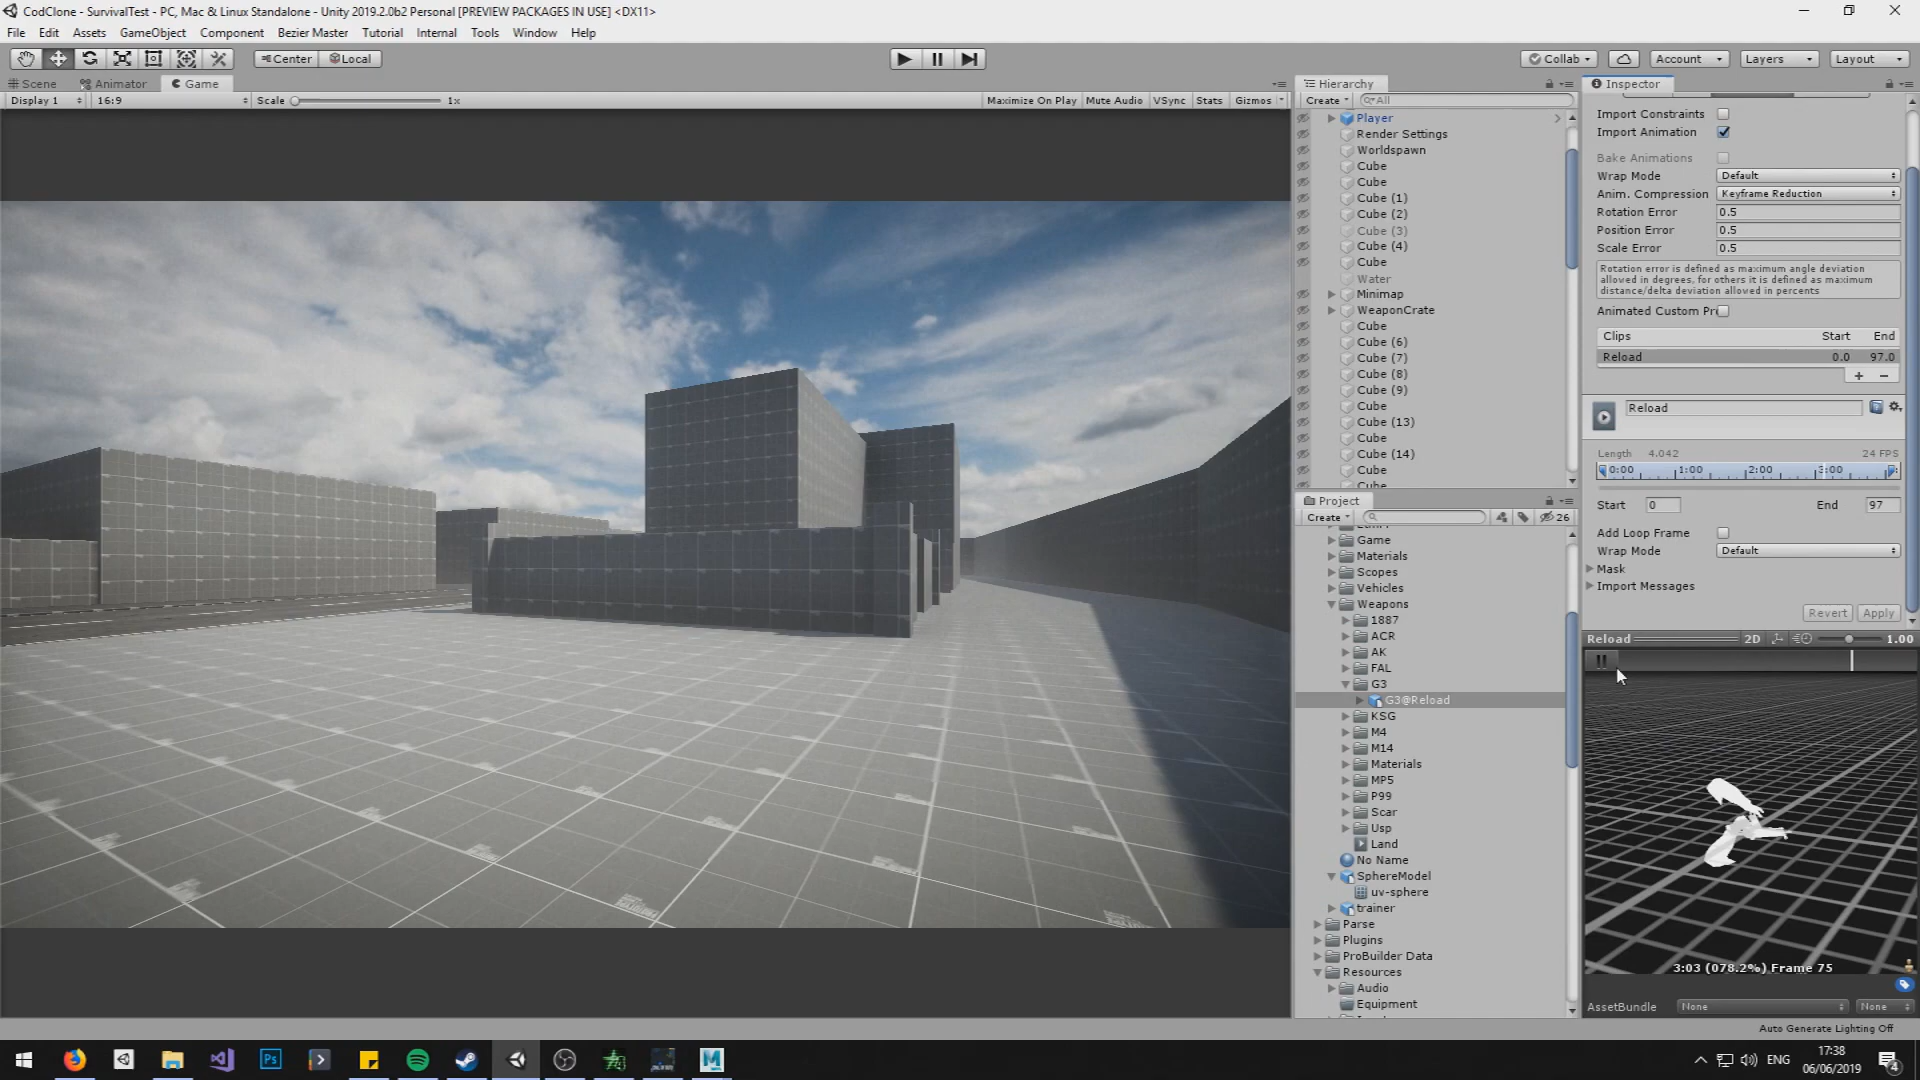 CodClone - SurvivalTest - PC, Mac & Linux Standalone - Unity 2019.2.0b2 Personal [PREVIEW PACKAGES IN USE] <DX11>
File Edit Assets GameObject Component Bezier Master Tutorial Internal Tools Window Help
Center Local
Collab Account Layers Layout
Scene Animator Game
Display 1 16:9 Scale 1x Maximize On Play Mute Audio VSync Stats Gizmos
Hierarchy
Create All
Player
Render Settings
Worldspawn
Cube
Cube
Cube (1)
Cube (2)
Cube (3)
Cube (4)
Cube
Water
Minimap
WeaponCrate
Cube
Cube (6)
Cube (7)
Cube (8)
Cube (9)
Cube
Cube (13)
Cube
Cube (14)
Cube
Cube
Project
Create 26
Game
Materials
Scopes
Vehicles
Weapons
1887
ACR
AK
FAL
G3
G3@Reload
KSG
M4
M14
Materials
MP5
P99
Scar
Usp
Land
No Name
SphereModel
uv-sphere
trainer
Parse
Plugins
ProBuilder Data
Resources
Audio
Equipment
Inspector
Import Constraints
Import Animation
Bake Animations
Wrap Mode Default
Anim. Compression Keyframe Reduction
Rotation Error 0.5
Position Error 0.5
Scale Error 0.5
Rotation error is defined as maximum angle deviation
allowed in degrees, for others it is defined as maximum
distance/delta deviation allowed in percents
Animated Custom Pr
Clips Start End
Reload 0.0 97.0
Reload
Length 4.042 24 FPS
0:00 1:00 2:00 3:00
Start 0 End 97
Add Loop Frame
Wrap Mode Default
Mask
Import Messages
Revert Apply
Reload 2D 1.00
3:03 (078.2%) Frame 75
AssetBundle None None
Auto Generate Lighting Off
Ps
ENG
17:38
06/06/2019
4